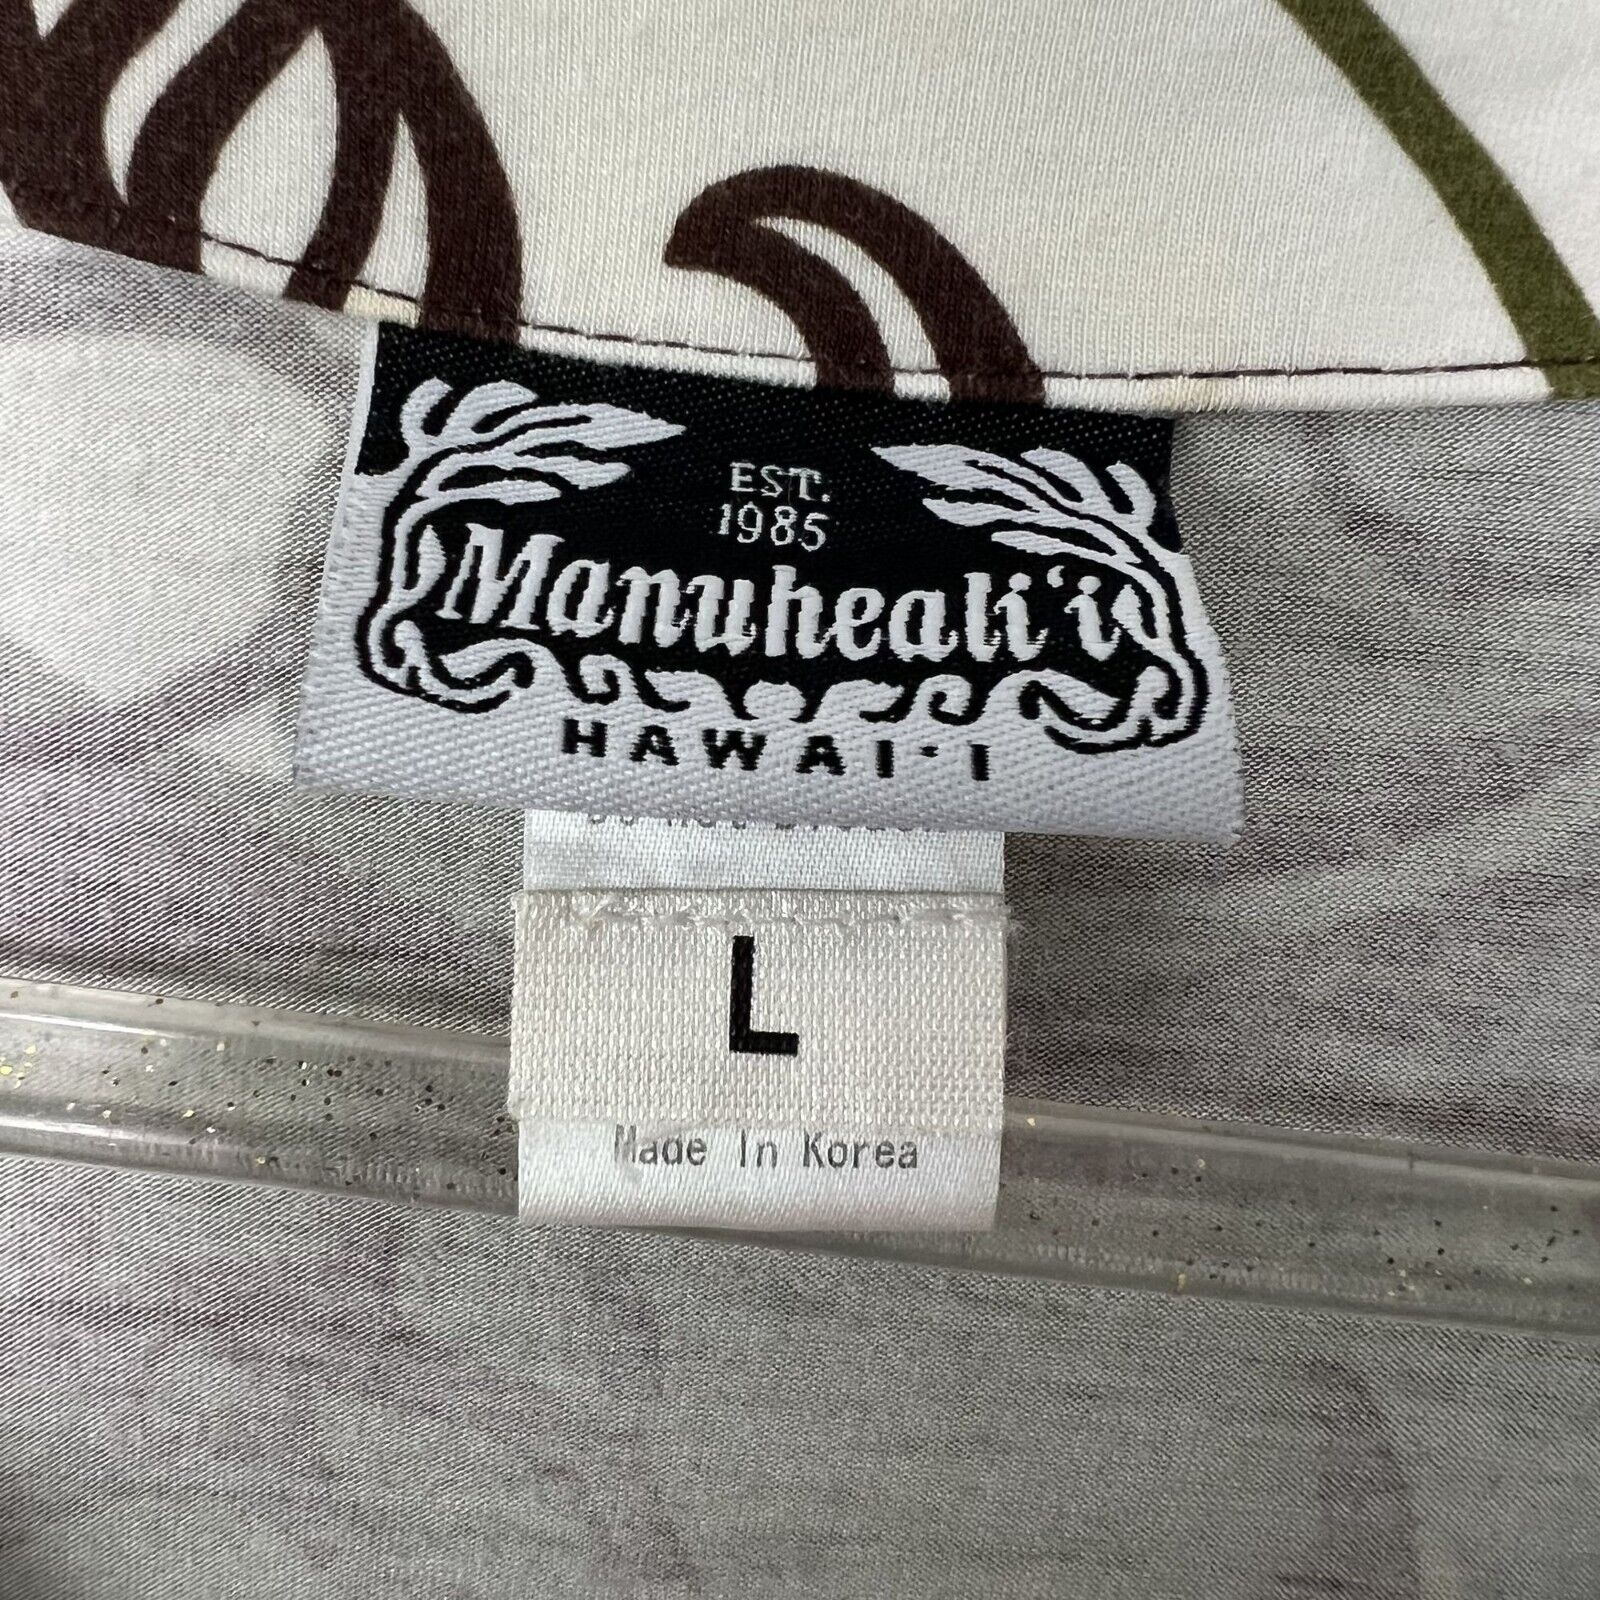 EST.
1985
Manuheali‘i
HAWAI·I
L
Made In Korea